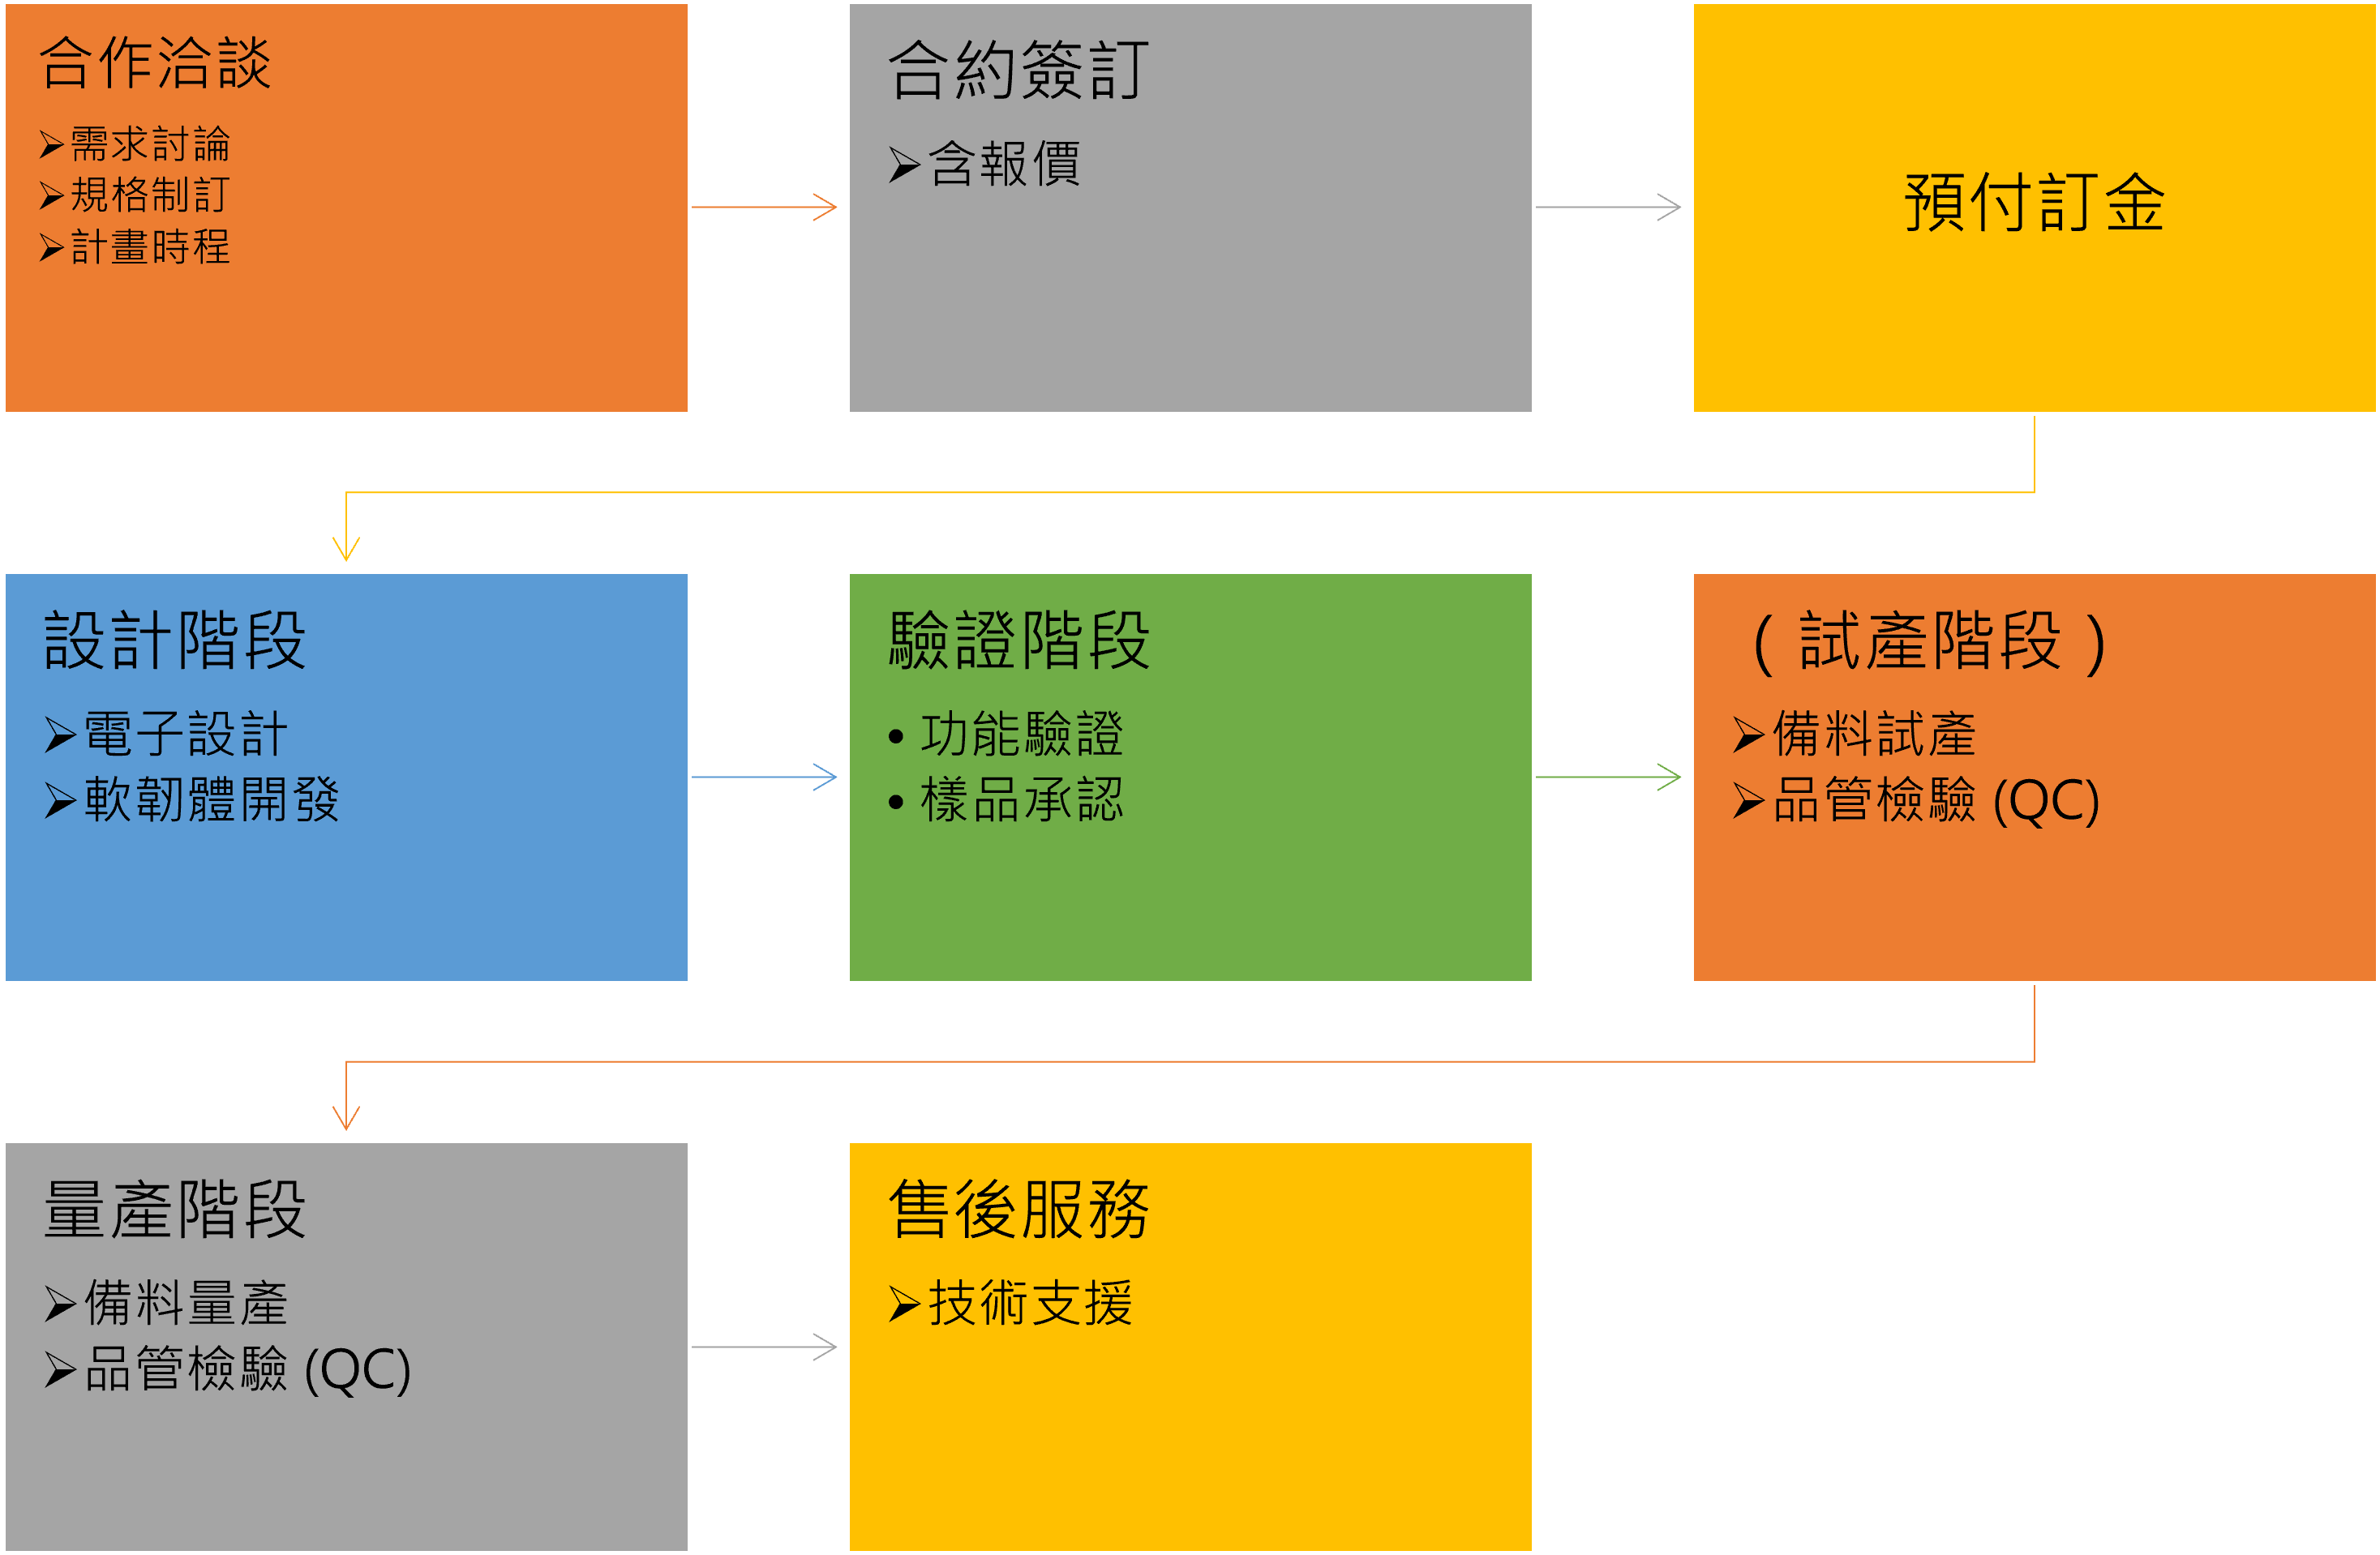 合作洽談
➢需求討論
➢規格制訂
➢計畫時程
合約簽訂
➢含報價
預付訂金
設計階段
➢電子設計
➢軟韌體開發
驗證階段
• 功能驗證
• 樣品承認
( 試產階段 )
➢備料試產
➢品管檢驗 (QC)
量產階段
➢備料量產
➢品管檢驗 (QC)
售後服務
➢技術支援